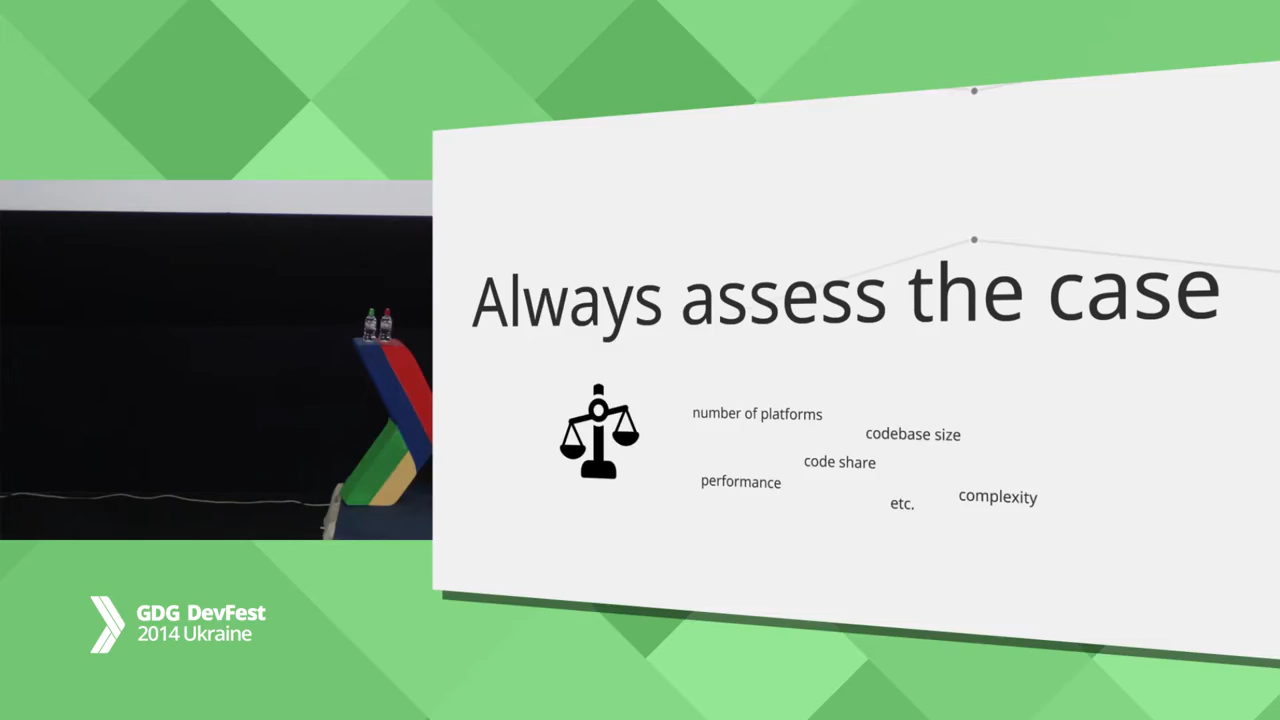 Always assess the case
number of platforms
codebase size
code share
performance
complexity
etc.
GDG DevFest
2014 Ukraine